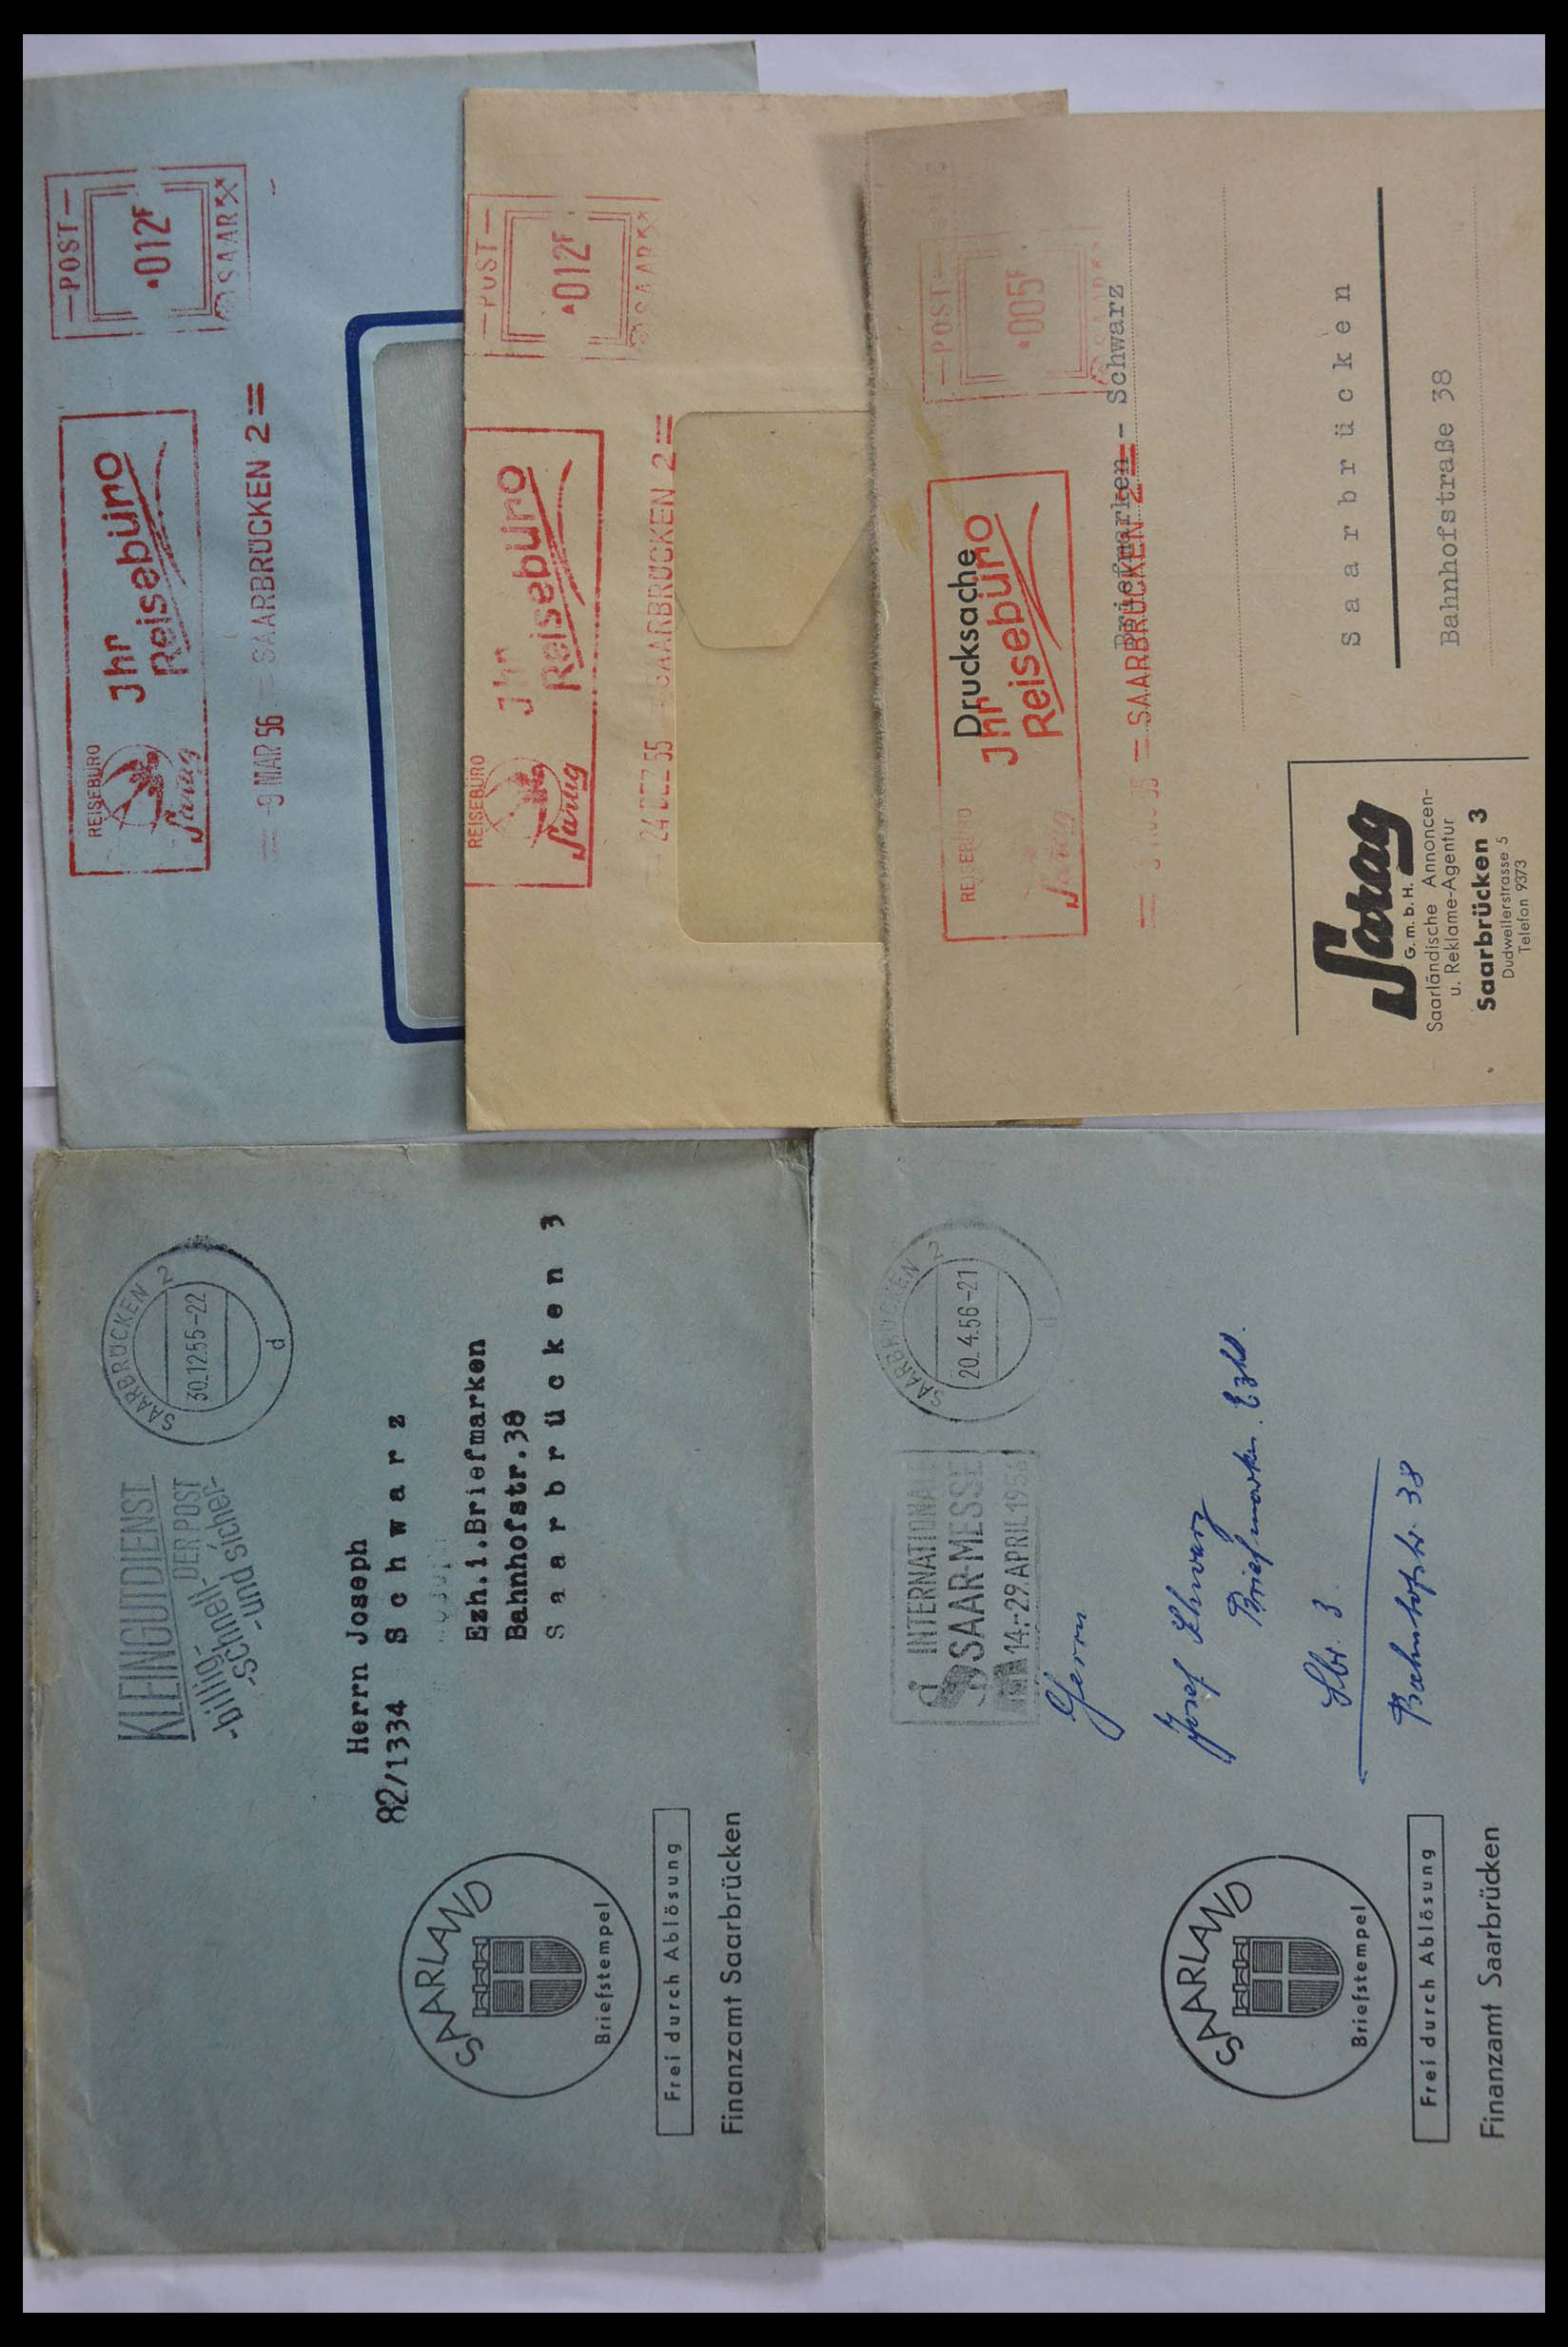 POST
012F
SAAR
REISEBÜRO
Sarag
Jhr
Reisebüro
-9 MAR 56
SAARBRÜCKEN 2
POST
012F
SAAR
REISEBÜRO
Sarag
Jhr
Reisebüro
24 DEZ 55
SAARBRÜCKEN 2
POST
005F
SAAR
REISEBÜRO
Sarag
Drucksache
Jhr
Reisebüro
SAARBRÜCKEN 2
Briefmarken - Schwarz
Saarbrücken
Bahnhofstraße 38
Sarag
G.m.b.H.
Saarländische Annoncen-
u. Reklame-Agentur
Saarbrücken 3
Dudweilerstrasse 5
Telefon 9373
KLEINGUTDIENST
DER POST
-billig-
-schnell-
-und sicher-
SAARBRÜCKEN 2
30.12.55-22
d
Herrn Joseph
82/1334 Schwarz
Ezh.i.Briefmarken
Bahnhofstr.38
Saarbrücken 3
SAARLAND
Briefstempel
Frei durch Ablösung
Finanzamt Saarbrücken
INTERNATIONALE
SAAR-MESSE
14.-29.APRIL 1956
SAARBRÜCKEN 2
20.4.56-21
d
Herrn
Josef Schwarz
Briefmarken Ezhl.
Sbr. 3
Bahnhofstr. 38
SAARLAND
Briefstempel
Frei durch Ablösung
Finanzamt Saarbrücken